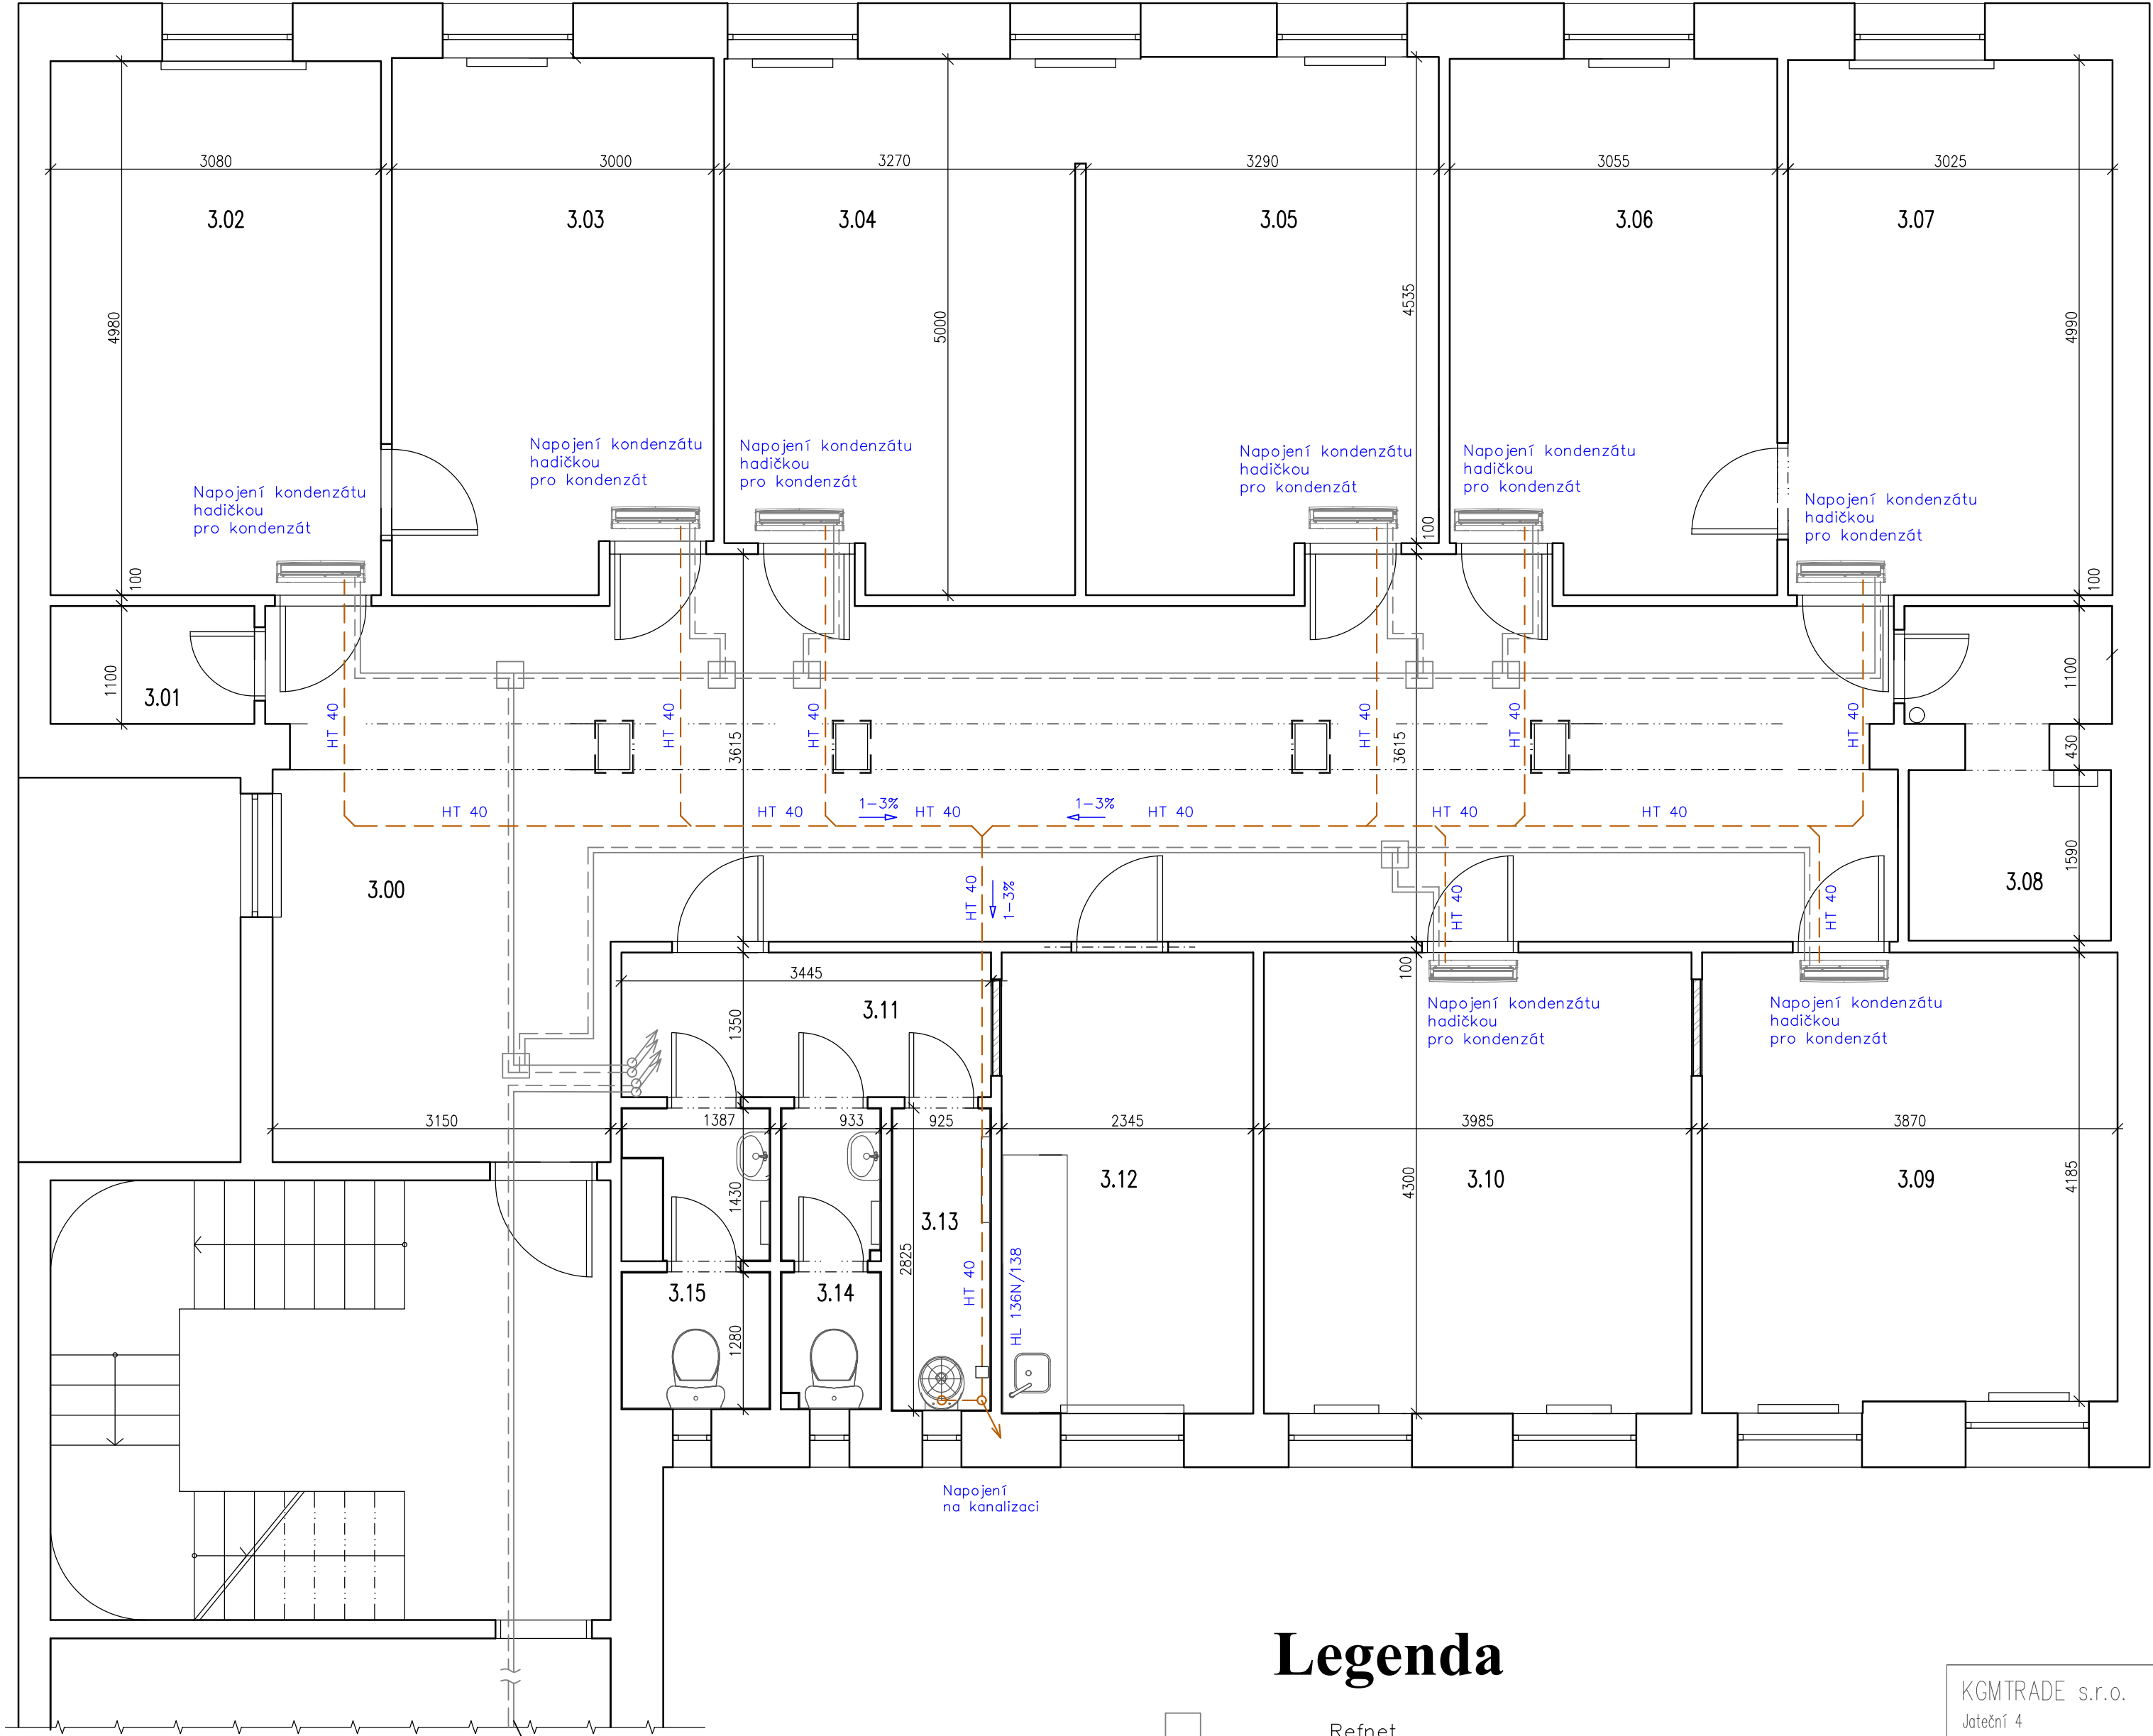 3080
3000
3270
3290
3055
3025
3.02
3.03
3.04
3.05
3.06
3.07
4980
5000
4535
4990
Napojení kondenzátu
hadičkou
pro kondenzát
Napojení kondenzátu
hadičkou
pro kondenzát
Napojení kondenzátu
hadičkou
pro kondenzát
Napojení kondenzátu
hadičkou
pro kondenzát
Napojení kondenzátu
hadičkou
pro kondenzát
Napojení kondenzátu
hadičkou
pro kondenzát
100
100
100
1100
3.01
1100
HT 40
HT 40
HT 40
HT 40
HT 40
HT 40
3615
3615
430
HT 40
HT 40
1-3%
HT 40
1-3%
HT 40
HT 40
HT 40
1590
3.00
HT 40
1-3%
HT 40
HT 40
3.08
3445
100
3.11
1350
Napojení kondenzátu
hadičkou
pro kondenzát
Napojení kondenzátu
hadičkou
pro kondenzát
3150
1387
933
925
2345
3985
3870
3.12
3.10
3.09
1430
4300
4185
3.13
2825
HT 40
HL 136N/138
3.15
3.14
1280
Napojení
na kanalizaci
Legenda
Refnet
KGMTRADE s.r.o.
Jateční 4